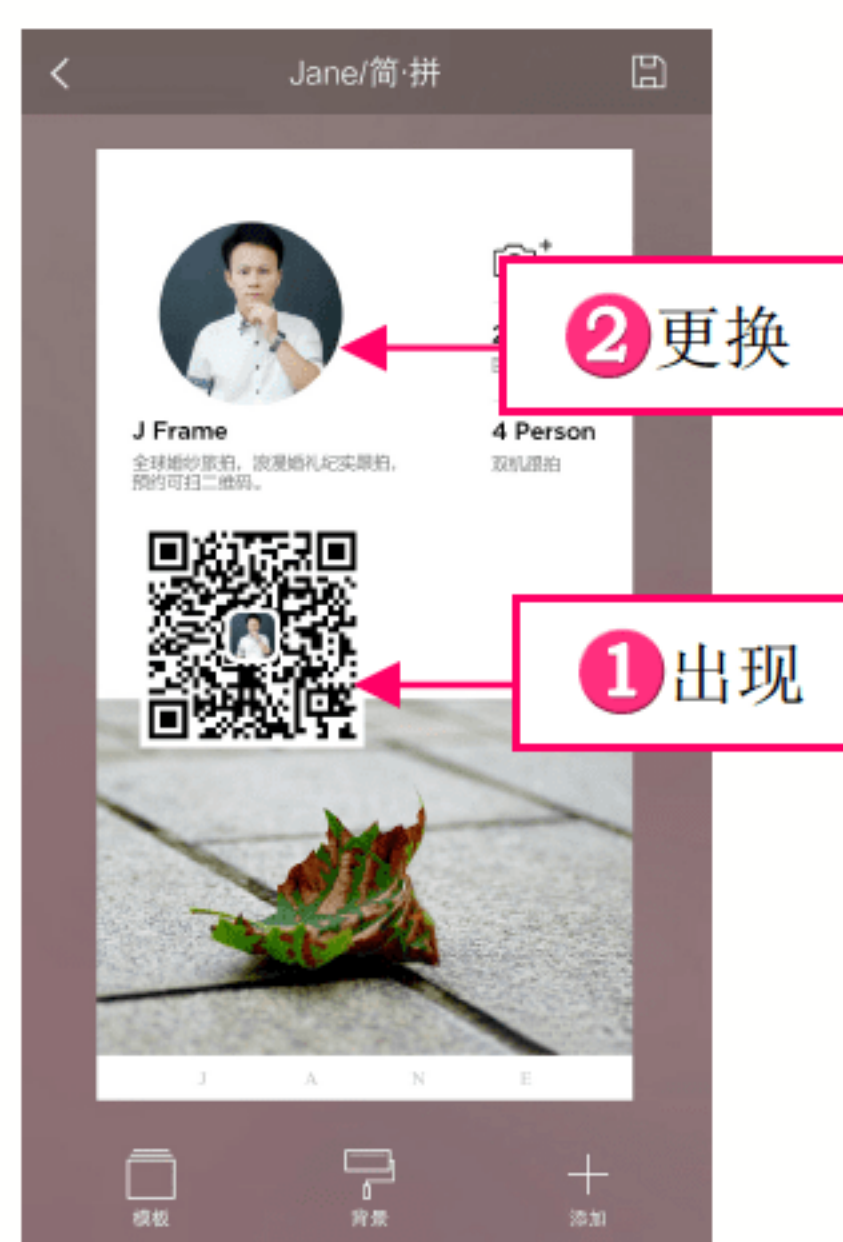 Jane/简·拼
2更换
J Frame
全球婚纱旅拍，浪漫婚礼纪实跟拍，
预约可扫二维码。
4 Person
双机跟拍
1出现
J A N E
模板 背景 添加